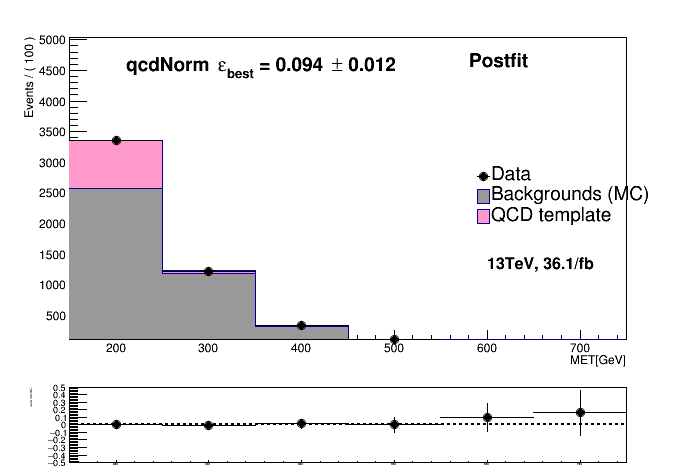 qcdNorm εbest = 0.094 ± 0.012
Postfit
Events / ( 100 )
5000
4500
4000
3500
3000
2500
2000
1500
1000
500
Data
Backgrounds (MC)
QCD template
13TeV, 36.1/fb
200 300 400 500 600 700
MET[GeV]
0.5
0.4
0.3
0.2
0.1
0
−0.1
−0.2
−0.3
−0.4
−0.5